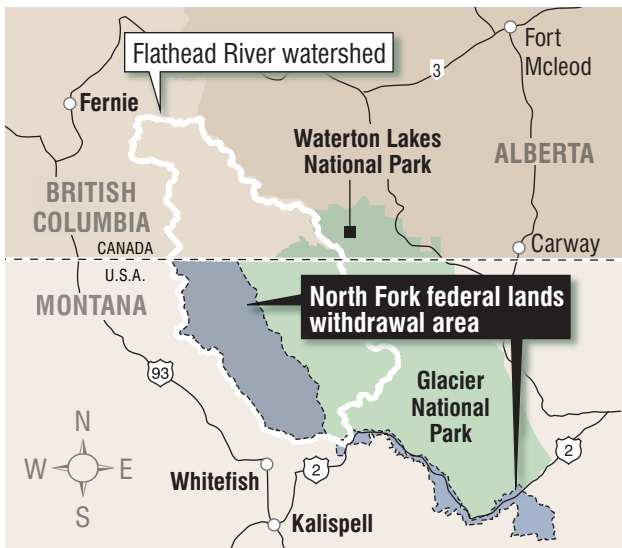 Flathead River watershed
Fort
Mcleod
3
Fernie
Waterton Lakes
National Park
ALBERTA
BRITISH
COLUMBIA
CANADA
Carway
U.S.A.
MONTANA
North Fork federal lands
withdrawal area
93
Glacier
National
Park
N
W E
S
2
2
Whitefish
Kalispell